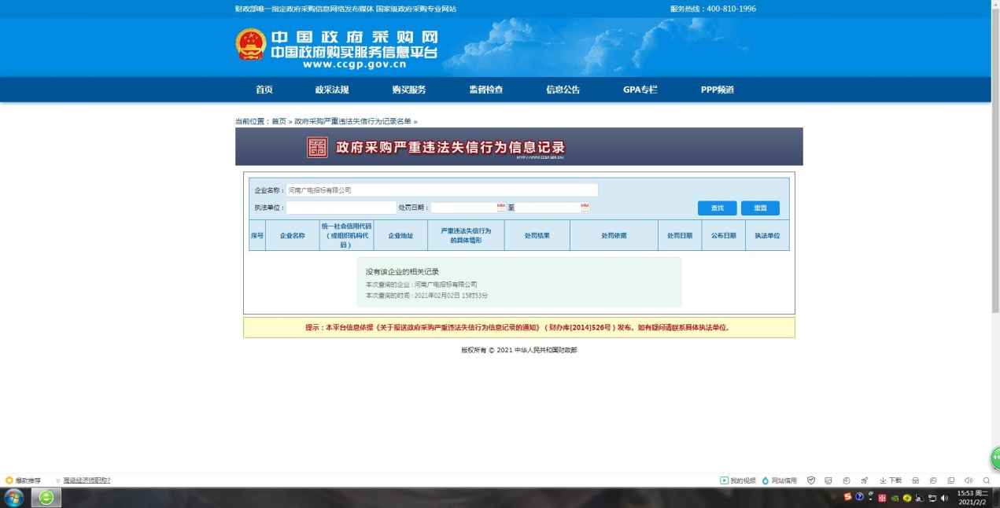 财政部唯一指定政府采购信息网络发布媒体 国家级政府采购专业网站
服务热线：400-810-1996
中国政府采购网
中国政府购买服务信息平台
www.ccgp.gov.cn
首页 政采法规 购买服务 监督检查 信息公告 GPA专栏 PPP频道
当前位置：首页 » 政府采购严重违法失信行为记录名单 »
政府采购严重违法失信行为信息记录
HTTP://WWW.CCGP.GOV.CN/
企业名称：河南广电招标有限公司
执法单位： 处罚日期： 至 查找 重置
序号 企业名称 统一社会信用代码（或组织机构代码） 企业地址 严重违法失信行为的具体情形 处罚结果 处罚依据 处罚日期 公布日期 执法单位
没有该企业的相关记录
本次查询的企业：河南广电招标有限公司
本次查询的时间：2021年02月02日 15时53分
提示：本平台信息依据《关于报送政府采购严重违法失信行为信息记录的通知》（财办库[2014]526号）发布，如有疑问请联系具体执法单位。
版权所有 © 2021 中华人民共和国财政部
爆款推荐 高级经济师职称? 我的视频 网站信用 下载
15:53 周二
2021/2/2